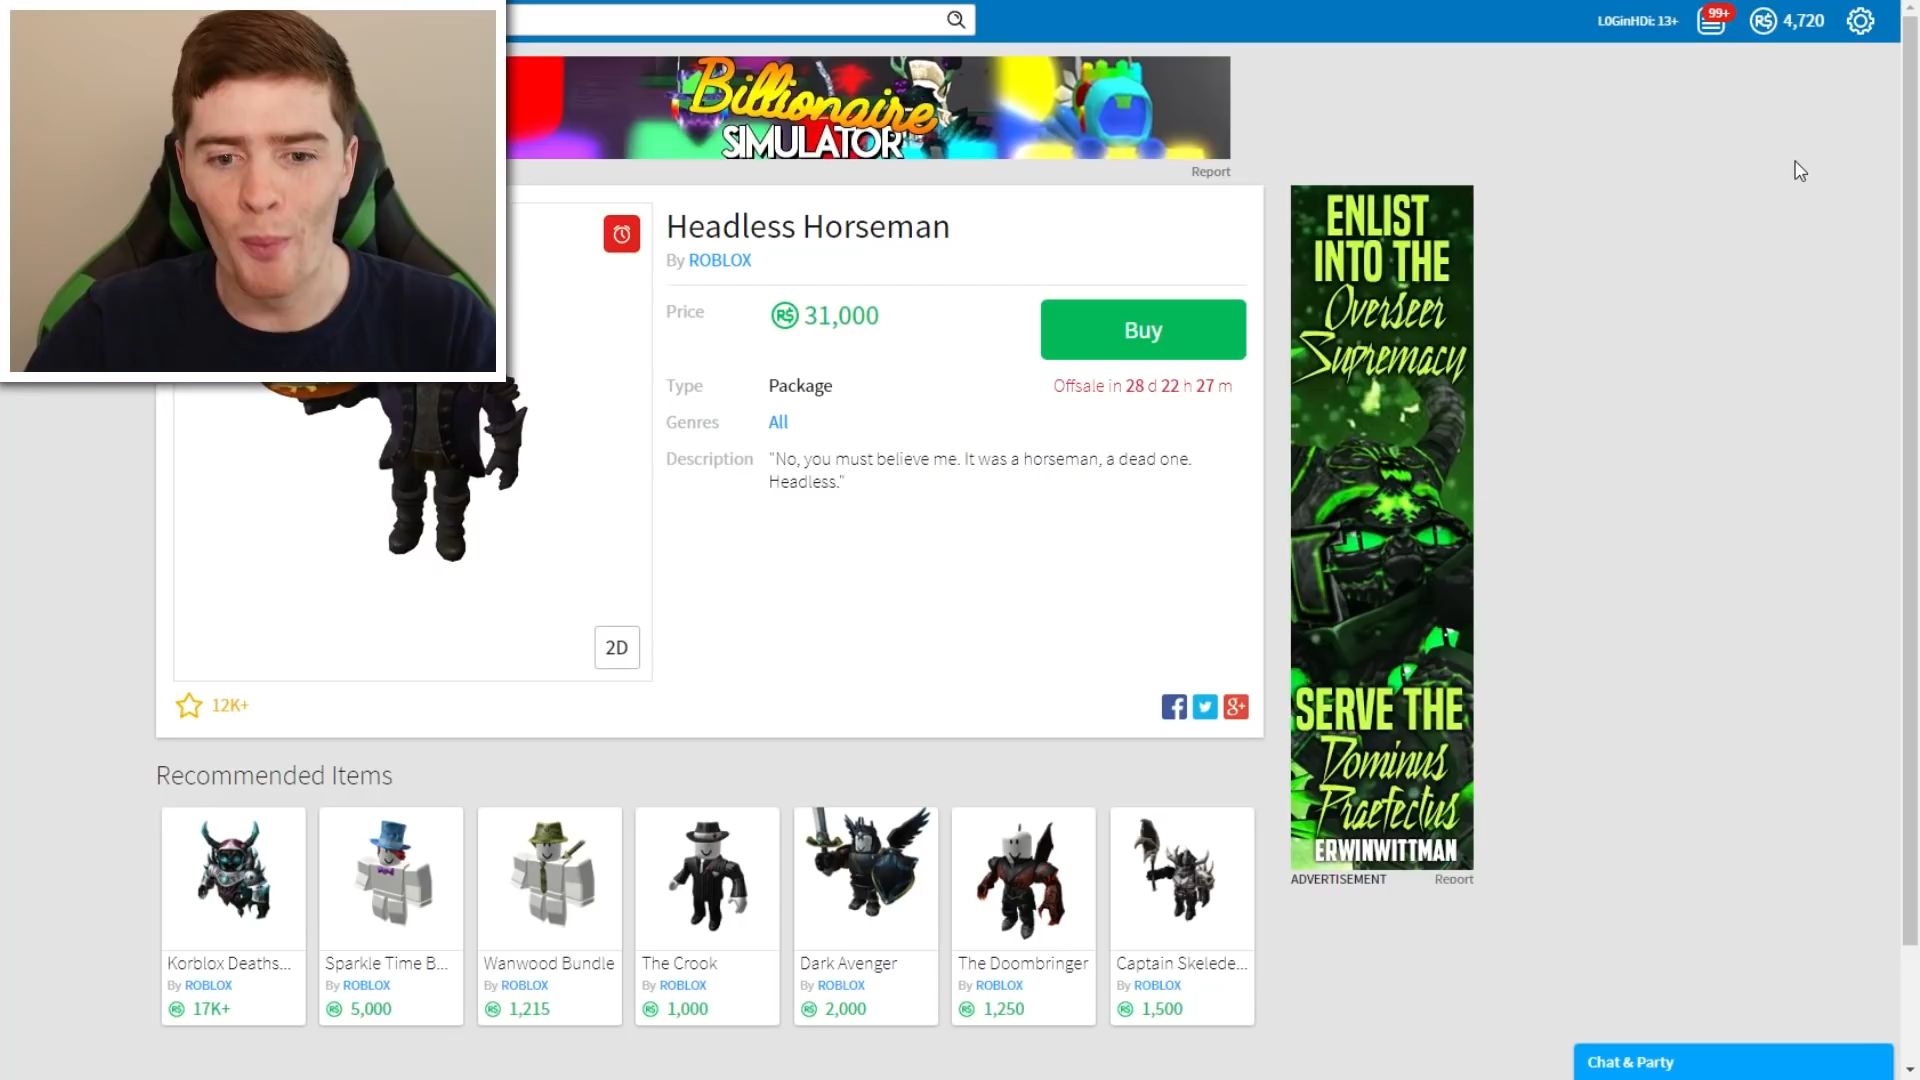 L0GinHDi: 13+
99+
4,720
Billionaire
SIMULATOR
Report
Headless Horseman
By ROBLOX
Price
R$ 31,000
Buy
Type
Package
Offsale in 28 d 22 h 27 m
Genres
All
Description
"No, you must believe me. It was a horseman, a dead one.
Headless."
2D
12K+
ENLIST
INTO THE
Overseer
Supremacy
SERVE THE
Dominus
Praefectus
ERWINWITTMAN
ADVERTISEMENT
Report
Recommended Items
Korblox Deaths...
By ROBLOX
17K+
Sparkle Time B...
By ROBLOX
5,000
Wanwood Bundle
By ROBLOX
1,215
The Crook
By ROBLOX
1,000
Dark Avenger
By ROBLOX
2,000
The Doombringer
By ROBLOX
1,250
Captain Skelede...
By ROBLOX
1,500
Chat & Party